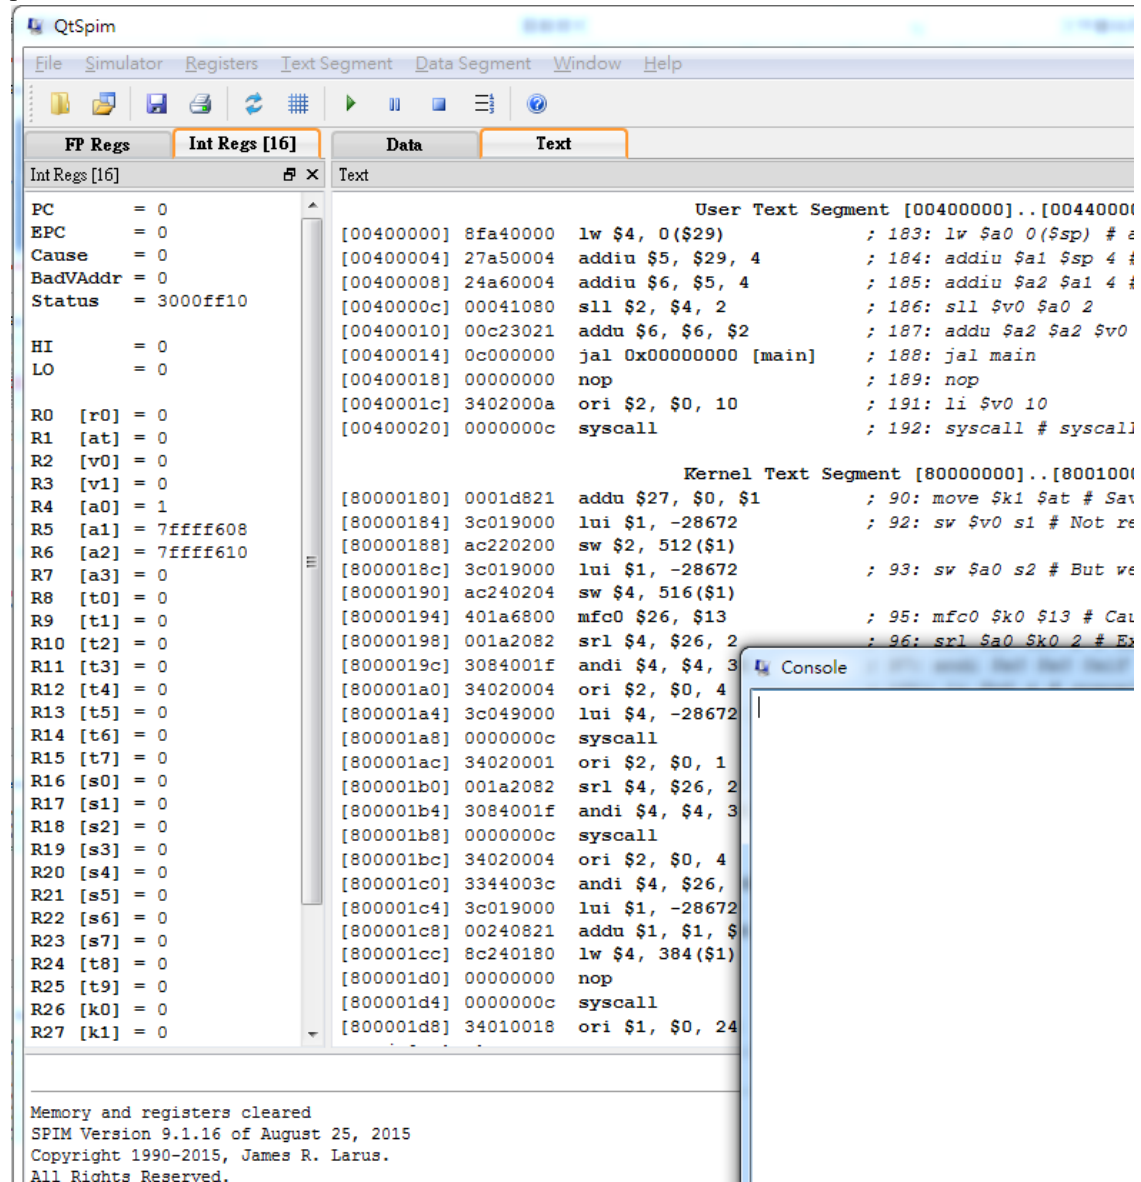 QtSpim
File Simulator Registers Text Segment Data Segment Window Help
FP Regs Int Regs [16] Data Text
Int Regs [16] Text
PC = 0
EPC = 0
Cause = 0
BadVAddr = 0
Status = 3000ff10
HI = 0
LO = 0
R0 [r0] = 0
R1 [at] = 0
R2 [v0] = 0
R3 [v1] = 0
R4 [a0] = 1
R5 [a1] = 7ffff608
R6 [a2] = 7ffff610
R7 [a3] = 0
R8 [t0] = 0
R9 [t1] = 0
R10 [t2] = 0
R11 [t3] = 0
R12 [t4] = 0
R13 [t5] = 0
R14 [t6] = 0
R15 [t7] = 0
R16 [s0] = 0
R17 [s1] = 0
R18 [s2] = 0
R19 [s3] = 0
R20 [s4] = 0
R21 [s5] = 0
R22 [s6] = 0
R23 [s7] = 0
R24 [t8] = 0
R25 [t9] = 0
R26 [k0] = 0
R27 [k1] = 0
User Text Segment [00400000]..[00440000
[00400000] 8fa40000 lw $4, 0($29) ; 183: lw $a0 0($sp) # a
[00400004] 27a50004 addiu $5, $29, 4 ; 184: addiu $a1 $sp 4 #
[00400008] 24a60004 addiu $6, $5, 4 ; 185: addiu $a2 $a1 4 #
[0040000c] 00041080 sll $2, $4, 2 ; 186: sll $v0 $a0 2
[00400010] 00c23021 addu $6, $6, $2 ; 187: addu $a2 $a2 $v0
[00400014] 0c000000 jal 0x00000000 [main] ; 188: jal main
[00400018] 00000000 nop ; 189: nop
[0040001c] 3402000a ori $2, $0, 10 ; 191: li $v0 10
[00400020] 0000000c syscall ; 192: syscall # syscall
Kernel Text Segment [80000000]..[8001000
[80000180] 0001d821 addu $27, $0, $1 ; 90: move $k1 $at # Sav
[80000184] 3c019000 lui $1, -28672 ; 92: sw $v0 s1 # Not re
[80000188] ac220200 sw $2, 512($1)
[8000018c] 3c019000 lui $1, -28672 ; 93: sw $a0 s2 # But we
[80000190] ac240204 sw $4, 516($1)
[80000194] 401a6800 mfc0 $26, $13 ; 95: mfc0 $k0 $13 # Cau
[80000198] 001a2082 srl $4, $26, 2 ; 96: srl $a0 $k0 2 # Ex
[8000019c] 3084001f andi $4, $4, 3
[800001a0] 34020004 ori $2, $0, 4
[800001a4] 3c049000 lui $4, -28672
[800001a8] 0000000c syscall
[800001ac] 34020001 ori $2, $0, 1
[800001b0] 001a2082 srl $4, $26, 2
[800001b4] 3084001f andi $4, $4, 3
[800001b8] 0000000c syscall
[800001bc] 34020004 ori $2, $0, 4
[800001c0] 3344003c andi $4, $26,
[800001c4] 3c019000 lui $1, -28672
[800001c8] 00240821 addu $1, $1, $
[800001cc] 8c240180 lw $4, 384($1)
[800001d0] 00000000 nop
[800001d4] 0000000c syscall
[800001d8] 34010018 ori $1, $0, 24
Console
Memory and registers cleared
SPIM Version 9.1.16 of August 25, 2015
Copyright 1990-2015, James R. Larus.
All Rights Reserved.